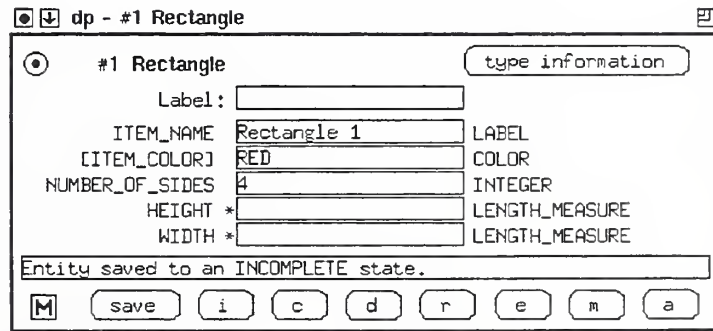 dp - #1 Rectangle
#1 Rectangle type information
Label:
ITEM_NAME Rectangle 1 LABEL
[ITEM_COLOR] RED COLOR
NUMBER_OF_SIDES 4 INTEGER
HEIGHT * LENGTH_MEASURE
WIDTH * LENGTH_MEASURE
Entity saved to an INCOMPLETE state.
M save i c d r e m a